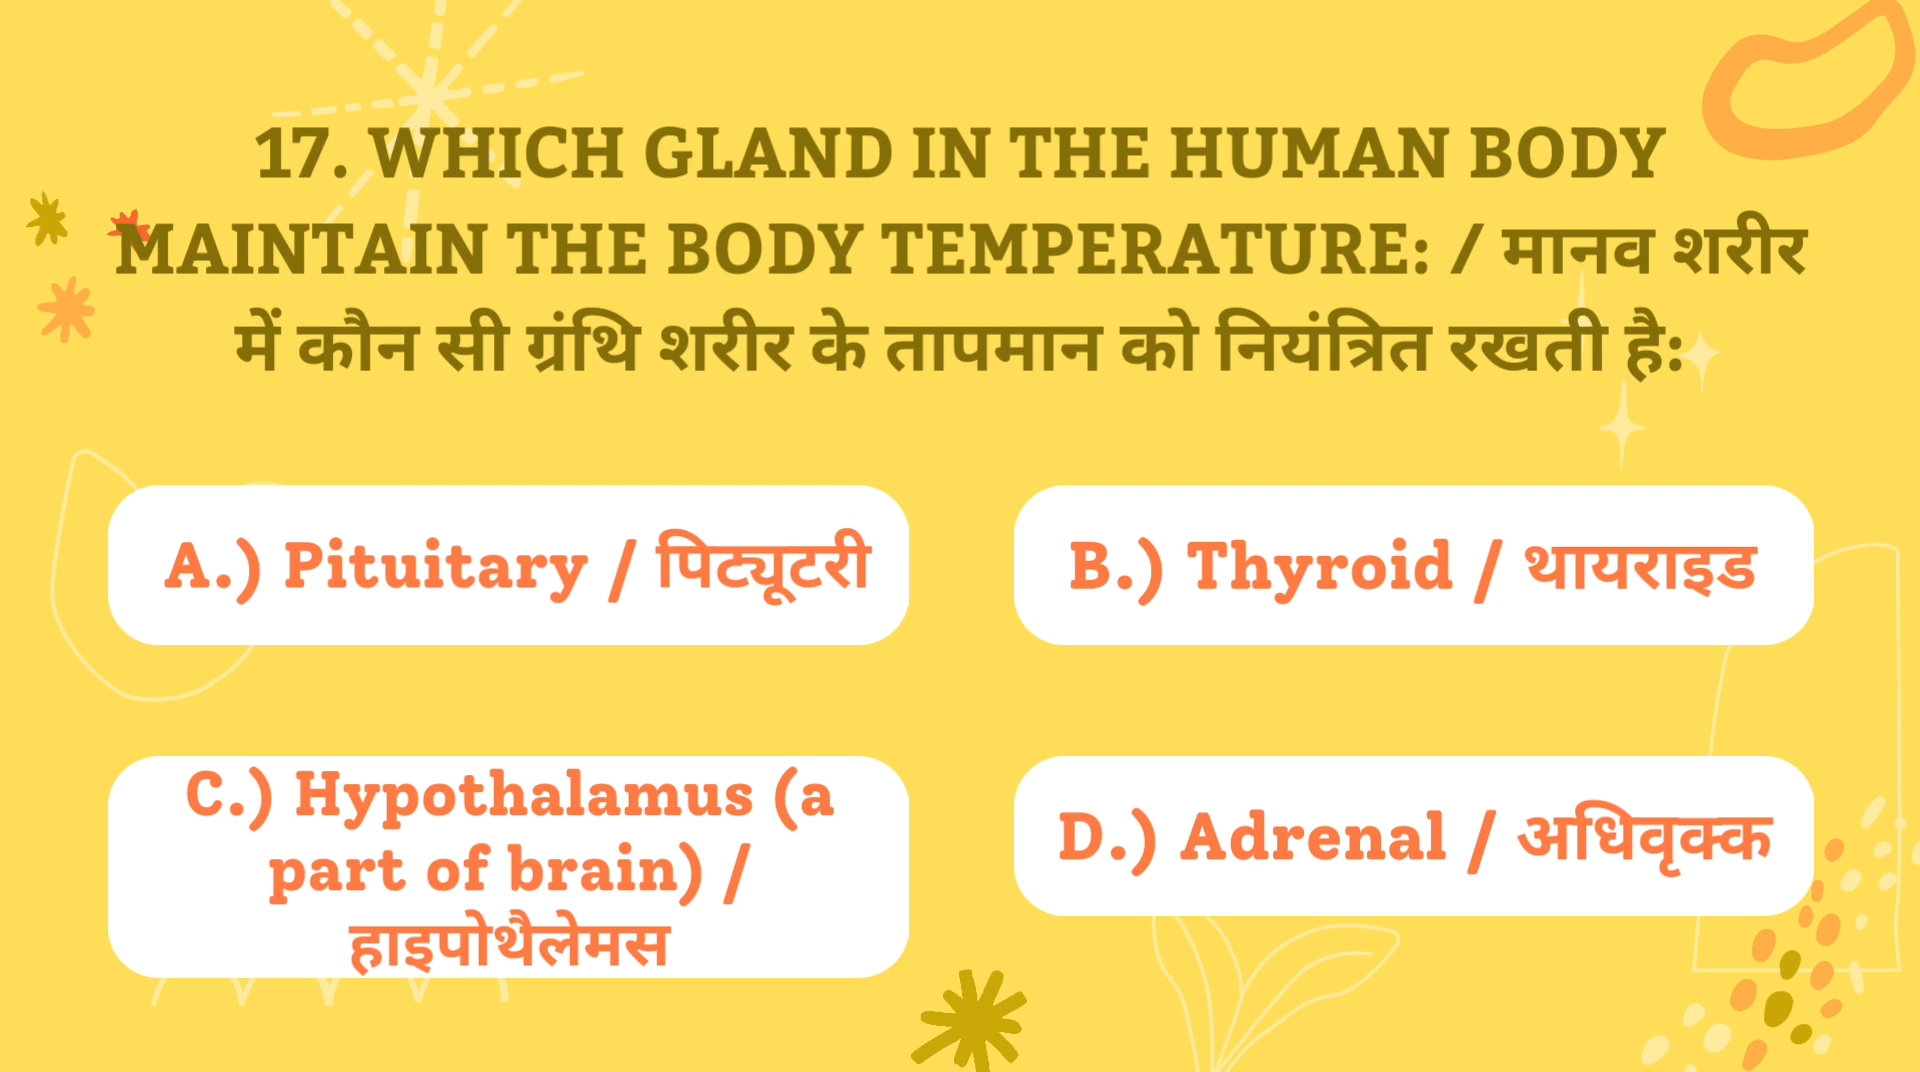 17. WHICH GLAND IN THE HUMAN BODY
MAINTAIN THE BODY TEMPERATURE: / मानव शरीर
में कौन सी ग्रंथि शरीर के तापमान को नियंत्रित रखती है:
A.) Pituitary / पिट्यूटरी
B.) Thyroid / थायराइड
C.) Hypothalamus (a
part of brain) /
हाइपोथैलेमस
D.) Adrenal / अधिवृक्क